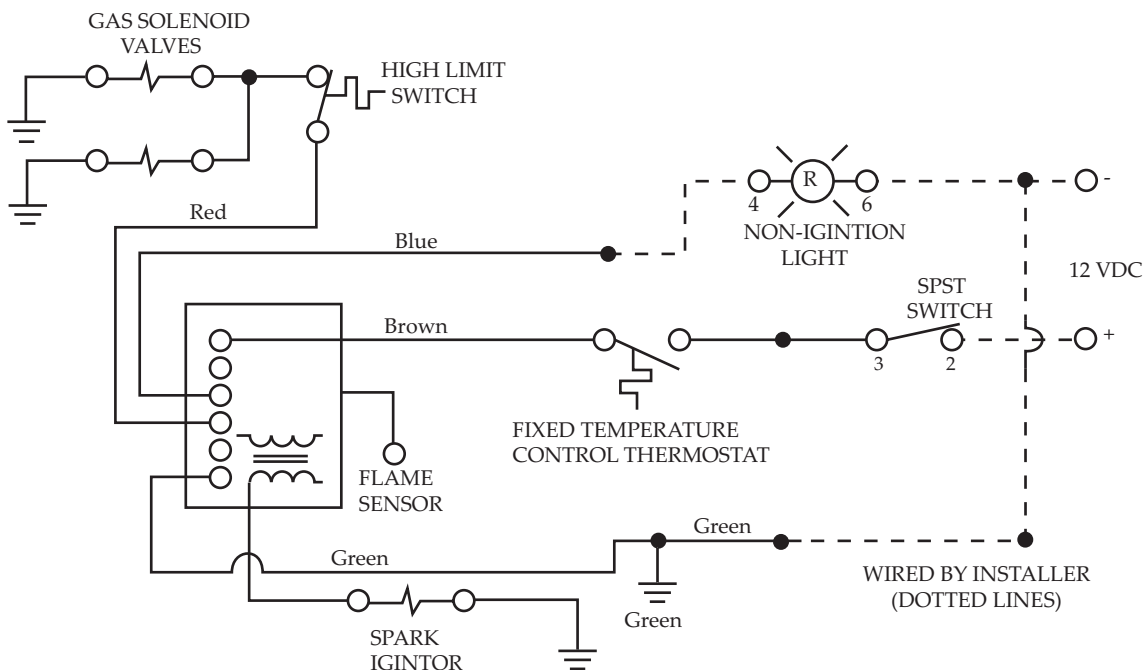 GAS SOLENOID
VALVES
HIGH LIMIT
SWITCH
Red
Blue
R
4
6
NON-IGINTION
LIGHT
-
12 VDC
+
SPST
SWITCH
3
2
Brown
FIXED TEMPERATURE
CONTROL THERMOSTAT
FLAME
SENSOR
Green
Green
Green
WIRED BY INSTALLER
(DOTTED LINES)
SPARK
IGINTOR